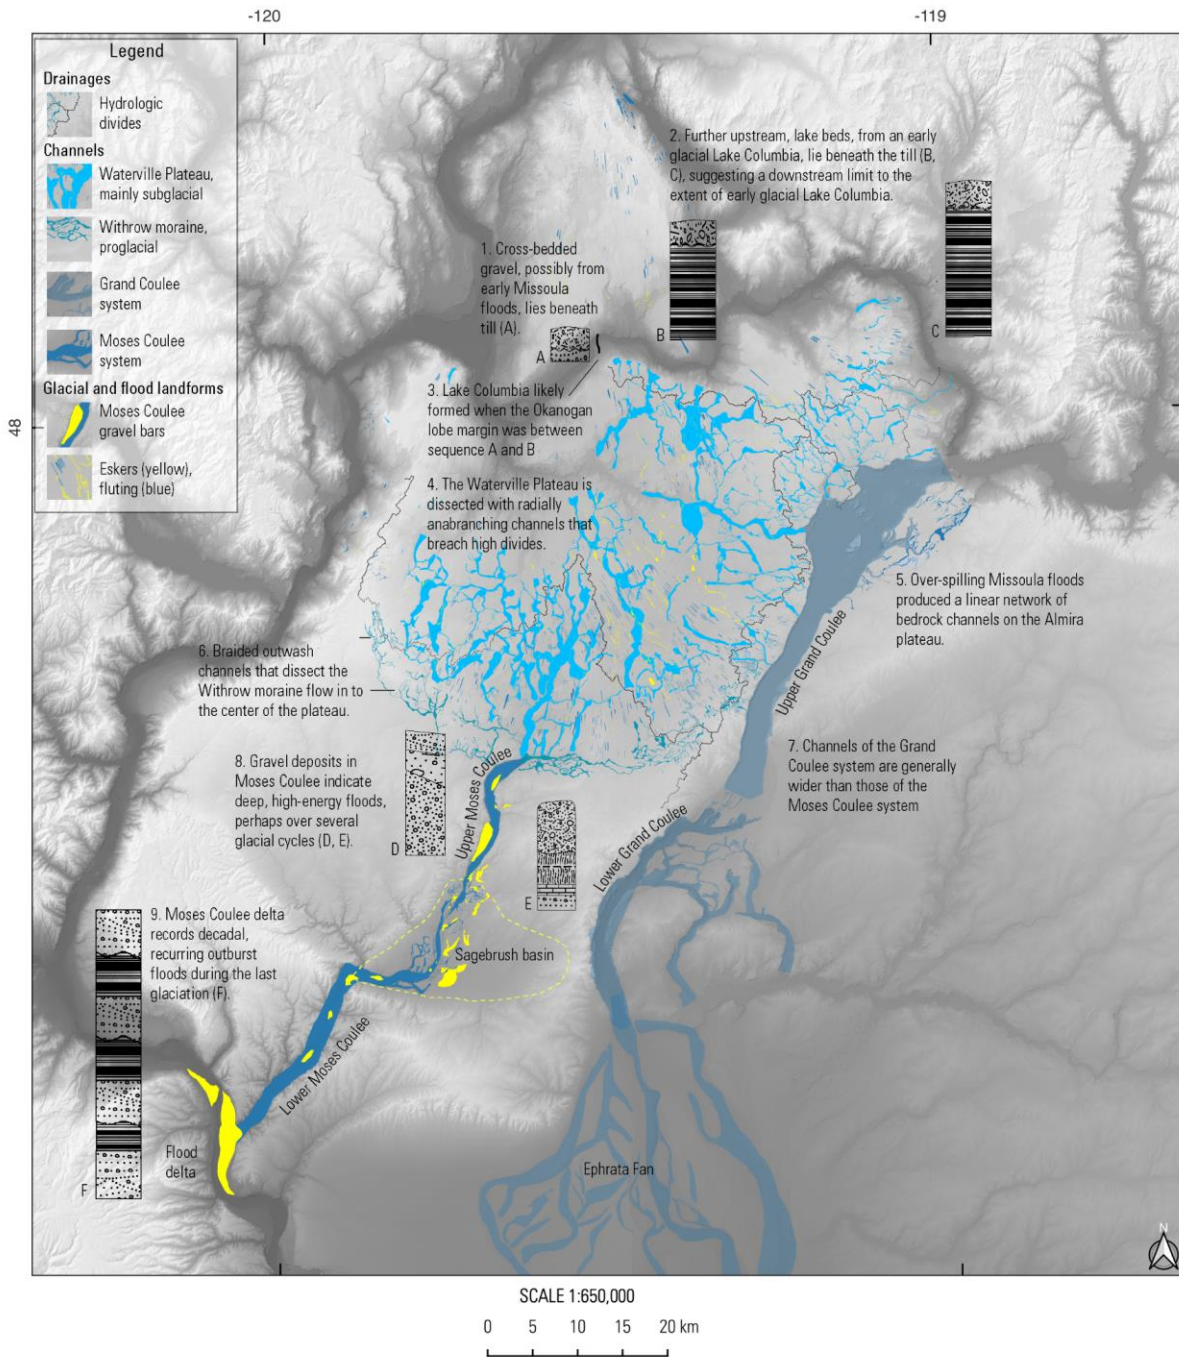 -120
-119
48
Legend
Drainages
Hydrologic
divides
Channels
Waterville Plateau,
mainly subglacial
Withrow moraine,
proglacial
Grand Coulee
system
Moses Coulee
system
Glacial and flood landforms
Moses Coulee
gravel bars
Eskers (yellow),
fluting (blue)
1. Cross-bedded
gravel, possibly from
early Missoula
floods, lies beneath
till (A).
A
2. Further upstream, lake beds, from an early
glacial Lake Columbia, lie beneath the till (B,
C), suggesting a downstream limit to the
extent of early glacial Lake Columbia.
B
C
3. Lake Columbia likely
formed when the Okanogan
lobe margin was between
sequence A and B
4. The Waterville Plateau is
dissected with radially
anabranching channels that
breach high divides.
5. Over-spilling Missoula floods
produced a linear network of
bedrock channels on the Almira
plateau.
Upper Grand Coulee
6. Braided outwash
channels that dissect the
Withrow moraine flow in to
the center of the plateau.
7. Channels of the Grand
Coulee system are generally
wider than those of the
Moses Coulee system
8. Gravel deposits in
Moses Coulee indicate
deep, high-energy floods,
perhaps over several
glacial cycles (D, E).
D
Upper Moses Coulee
E
Lower Grand Coulee
9. Moses Coulee delta
records decadal,
recurring outburst
floods during the last
glaciation (F).
F
Sagebrush basin
Lower Moses Coulee
Flood
delta
Ephrata Fan
N
SCALE 1:650,000
0 5 10 15 20 km